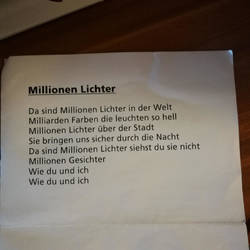 Millionen Lichter
Da sind Millionen Lichter in der Welt
Milliarden Farben die leuchten so hell
Millionen Lichter über der Stadt
Sie bringen uns sicher durch die Nacht
Da sind Millionen Lichter siehst du sie nicht
Millionen Gesichter
Wie du und ich
Wie du und ich